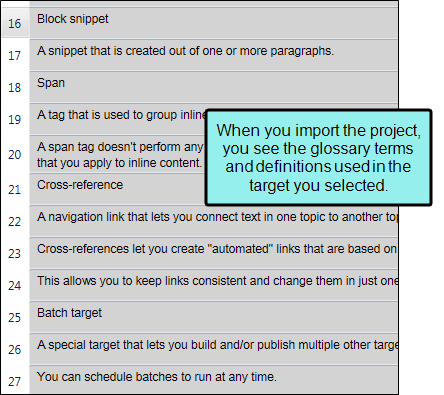 16 Block snippet
17 A snippet that is created out of one or more paragraphs.
18 Span
19 A tag that is used to group inline
20 A span tag doesn't perform any
that you apply to inline content.
21 Cross-reference
22 A navigation link that lets you connect text in one topic to another
23 Cross-references let you create "automated" links that are based on
24 This allows you to keep links consistent and change them in just one
25 Batch target
26 A special target that lets you build and/or publish multiple other
27 You can schedule batches to run at any time.
When you import the project,
you see the glossary terms
and definitions used in the
target you selected.